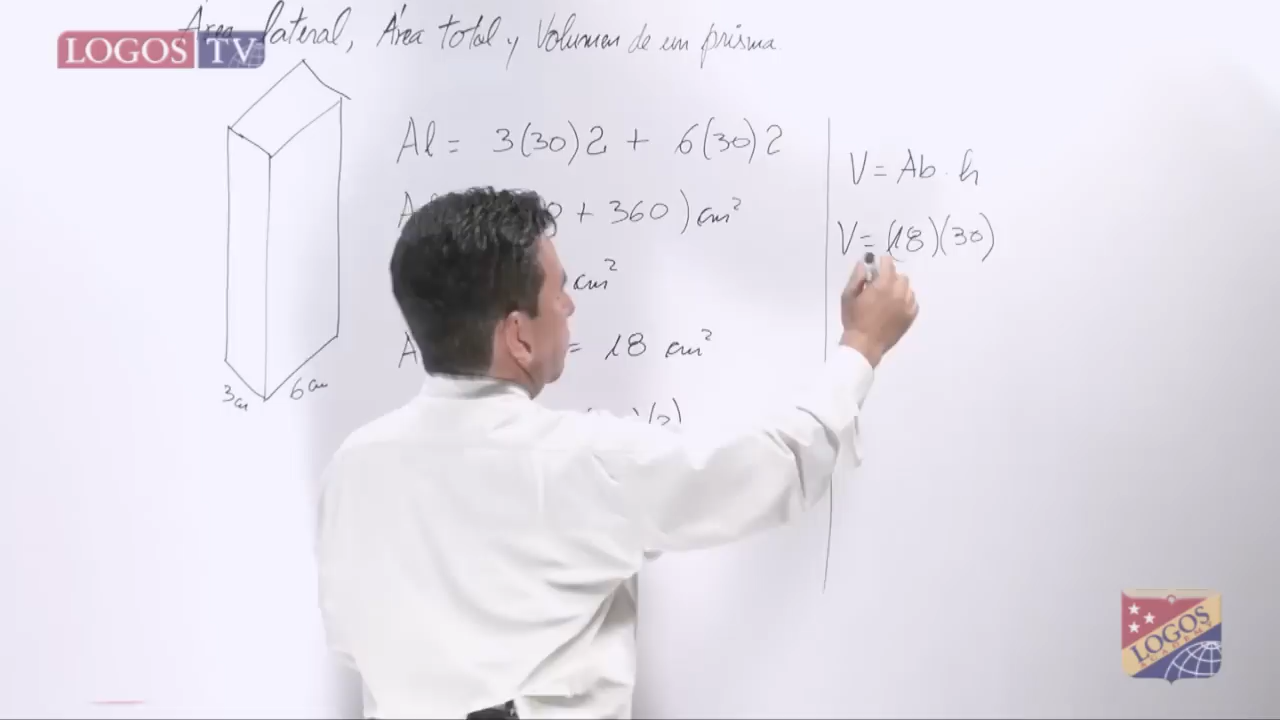 Área lateral, Área total y Volumen de un prisma.
LOGOS TV
Al = 3(30)2 + 6(30)2
+ 360) cm²
cm²
= 18 cm²
3cm
6cm
V = Ab · h
V = (18)(30)
LOGOS
ACADEMY